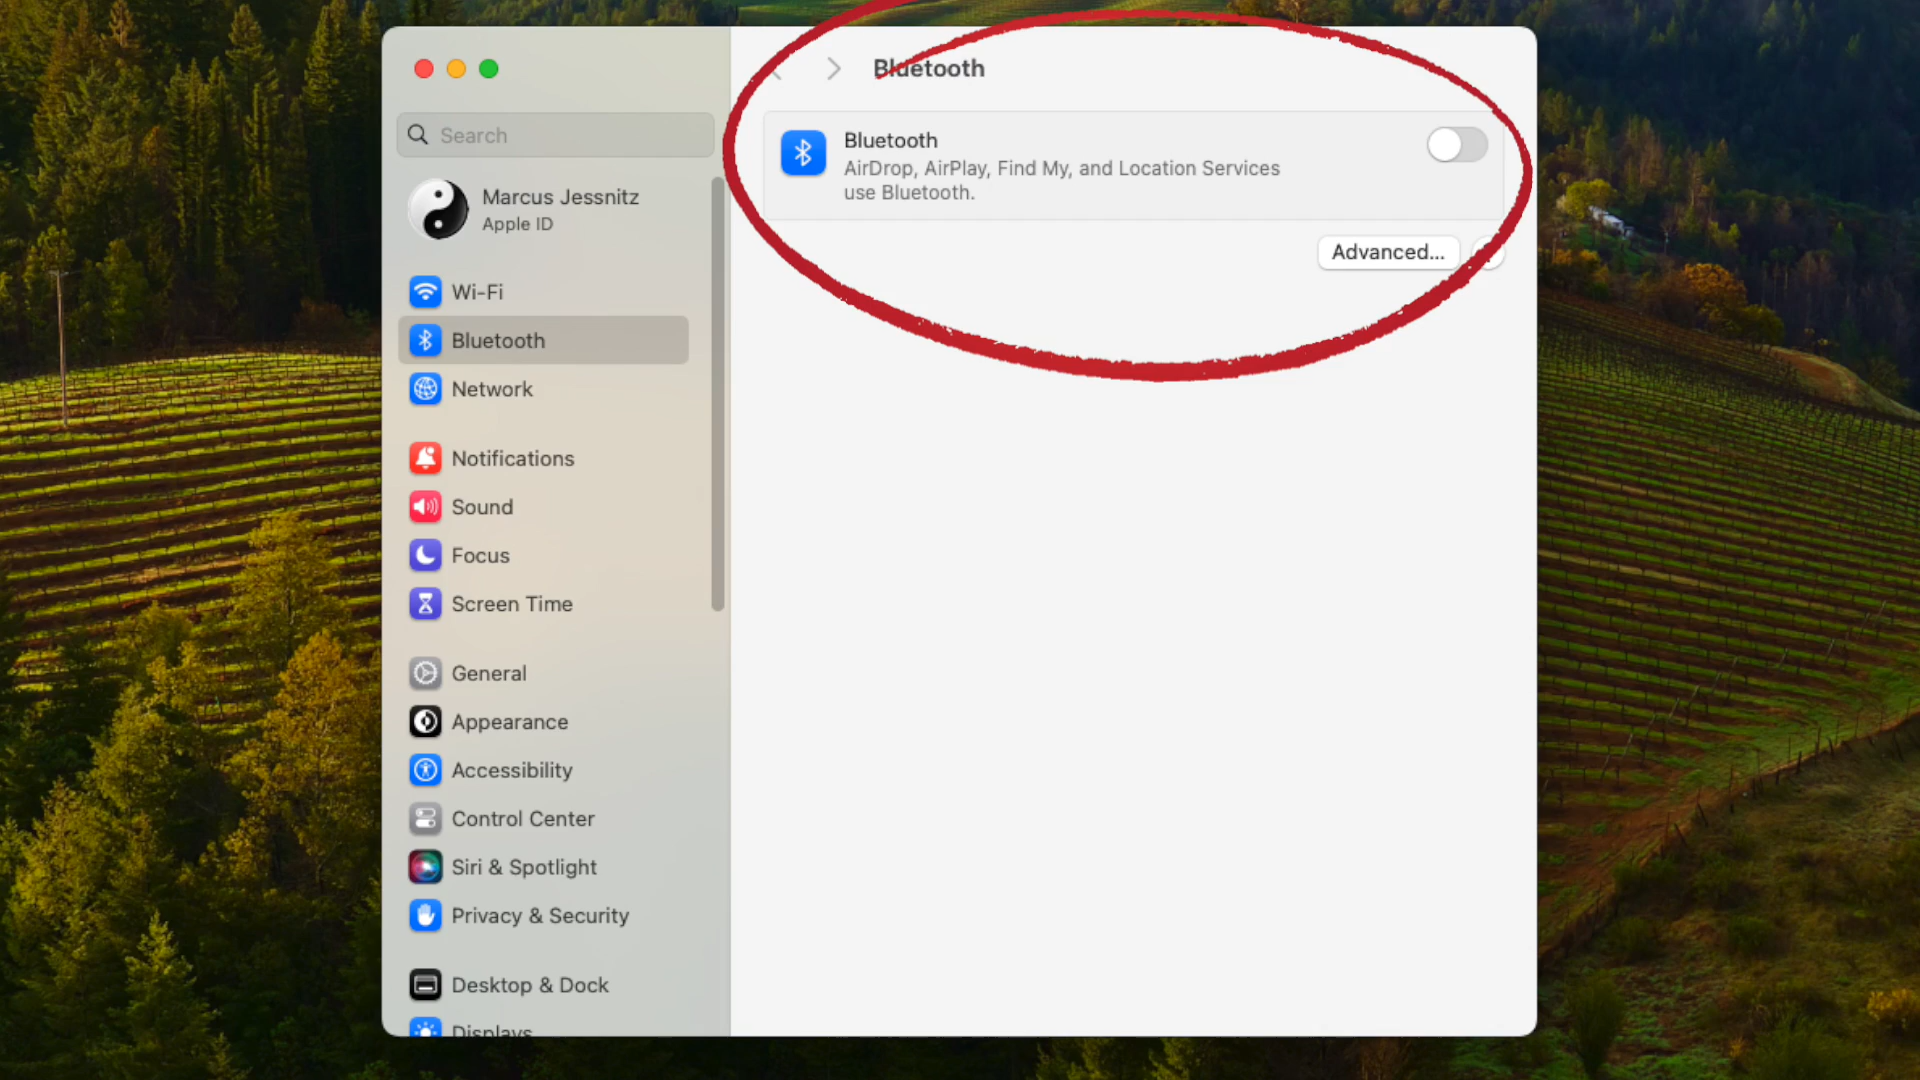 Search
Marcus Jessnitz
Apple ID
Wi-Fi
Bluetooth
Network
Notifications
Sound
Focus
Screen Time
General
Appearance
Accessibility
Control Center
Siri & Spotlight
Privacy & Security
Desktop & Dock
Displays
Bluetooth
Bluetooth
AirDrop, AirPlay, Find My, and Location Services
use Bluetooth.
Advanced...